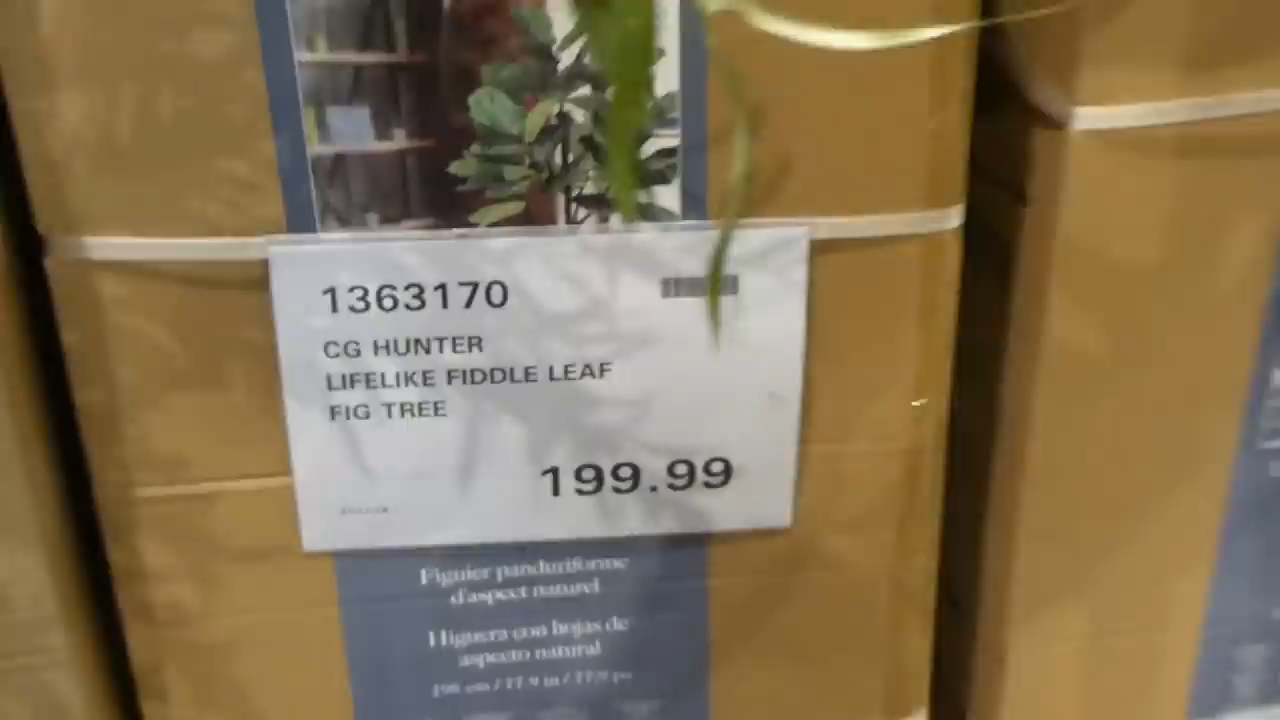 1363170
CG HUNTER
LIFELIKE FIDDLE LEAF
FIG TREE
199.99
Figuier panduriforme
d'aspect naturel
Higuera con hojas de
aspecto natural